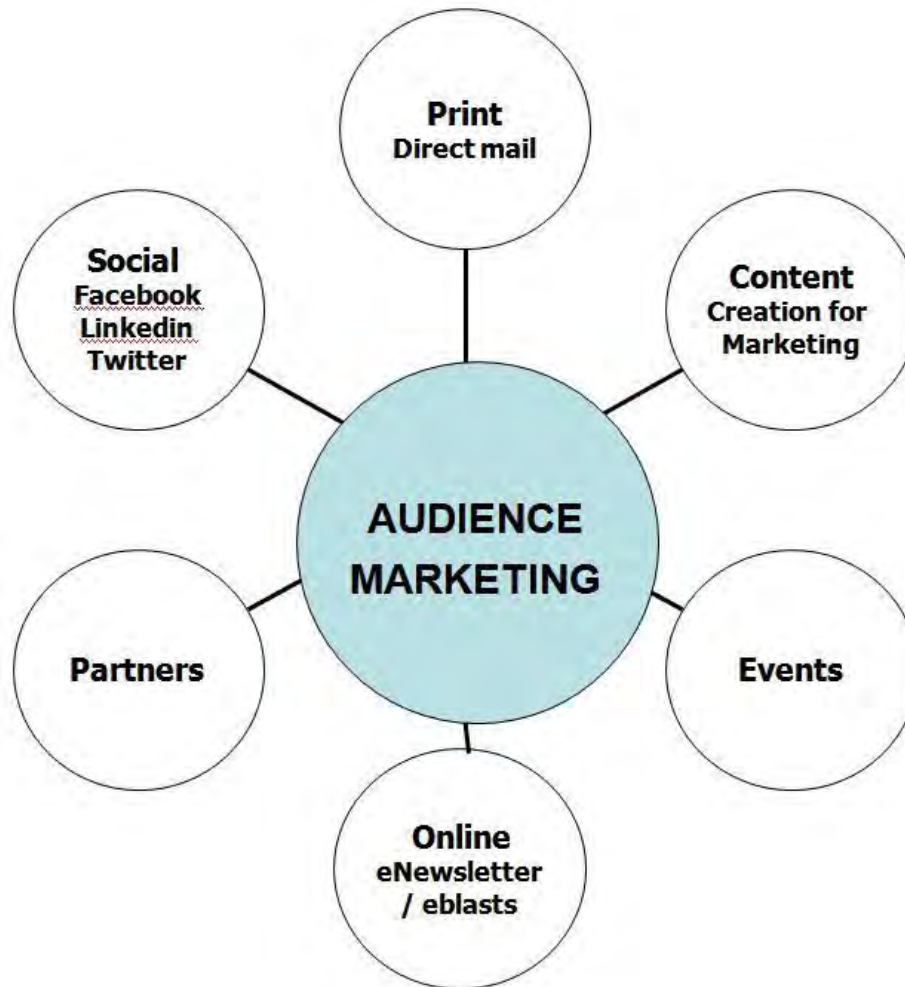 Print
Direct mail
Social
Facebook
Linkedin
Twitter
Content
Creation for
Marketing
AUDIENCE
MARKETING
Partners
Events
Online
eNewsletter
/ eblasts